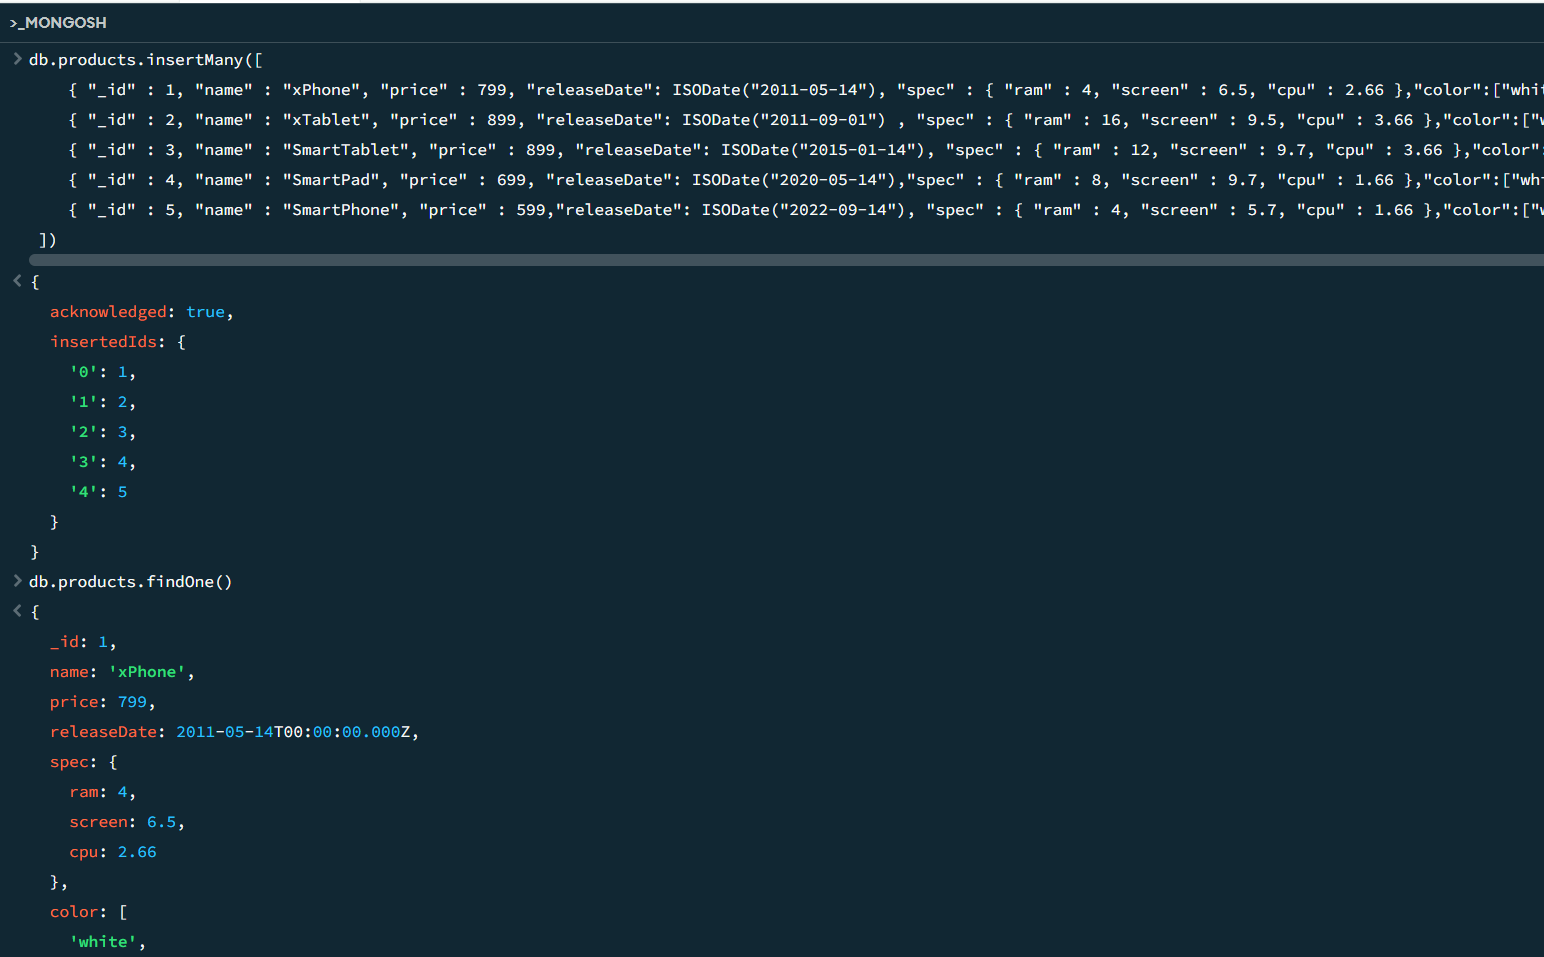 >_MONGOSH
> db.products.insertMany([
{ "_id" : 1, "name" : "xPhone", "price" : 799, "releaseDate": ISODate("2011-05-14"), "spec" : { "ram" : 4, "screen" : 6.5, "cpu" : 2.66 },"color":["whi
{ "_id" : 2, "name" : "xTablet", "price" : 899, "releaseDate": ISODate("2011-09-01") , "spec" : { "ram" : 16, "screen" : 9.5, "cpu" : 3.66 },"color":["w
{ "_id" : 3, "name" : "SmartTablet", "price" : 899, "releaseDate": ISODate("2015-01-14"), "spec" : { "ram" : 12, "screen" : 9.7, "cpu" : 3.66 },"color":
{ "_id" : 4, "name" : "SmartPad", "price" : 699, "releaseDate": ISODate("2020-05-14"),"spec" : { "ram" : 8, "screen" : 9.7, "cpu" : 1.66 },"color":["wh
{ "_id" : 5, "name" : "SmartPhone", "price" : 599,"releaseDate": ISODate("2022-09-14"), "spec" : { "ram" : 4, "screen" : 5.7, "cpu" : 1.66 },"color":["w
])
< {
acknowledged: true,
insertedIds: {
'0': 1,
'1': 2,
'2': 3,
'3': 4,
'4': 5
}
}
> db.products.findOne()
< {
_id: 1,
name: 'xPhone',
price: 799,
releaseDate: 2011-05-14T00:00:00.000Z,
spec: {
ram: 4,
screen: 6.5,
cpu: 2.66
},
color: [
'white',